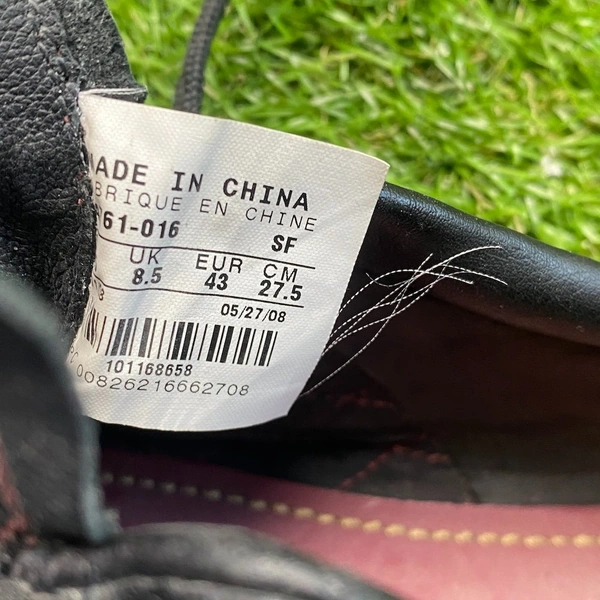 MADE IN CHINA
BRIQUE EN CHINE
61-016 SF
UK EUR CM
8.5 43 27.5
05/27/08
101168658
00826216662708